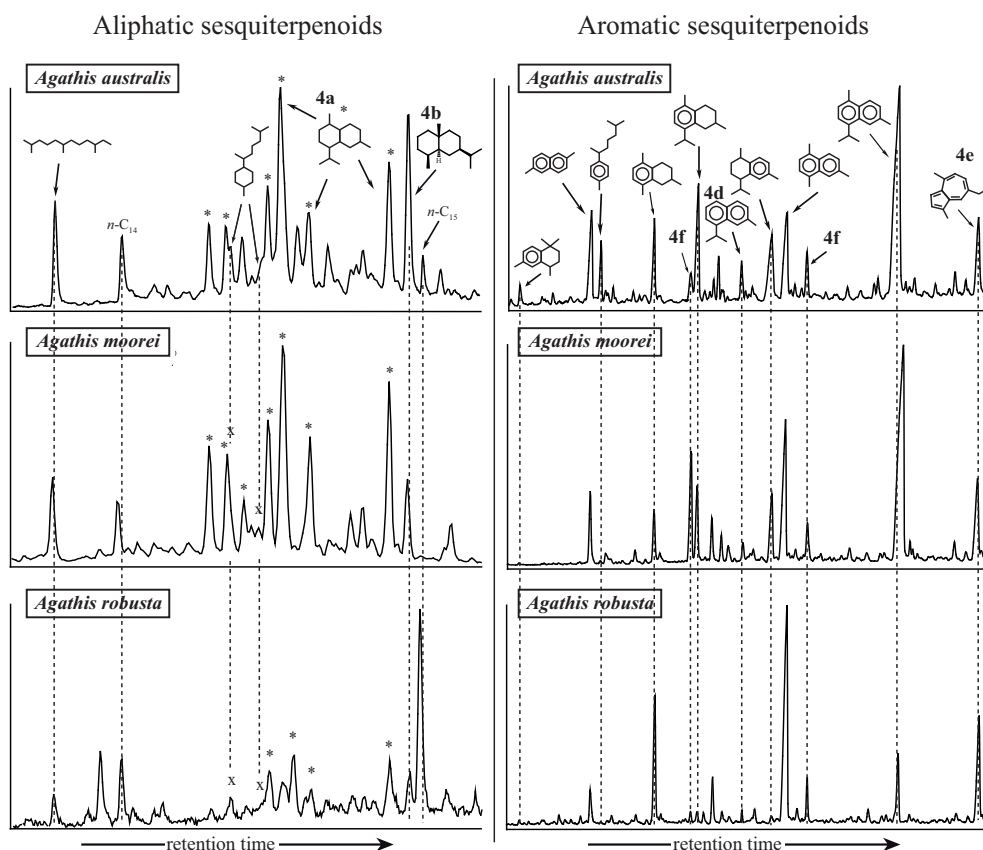 Aliphatic sesquiterpenoids
Aromatic sesquiterpenoids
Agathis australis
*
4a
*
4b
H
n-C14
*
*
*
*
*
n-C15
Agathis australis
4d
4e
4f
4f
Agathis moorei
*
*
x
*
*
*
*
x
*
*
Agathis moorei
Agathis robusta
x
x
*
*
*
*
Agathis robusta
retention time
retention time